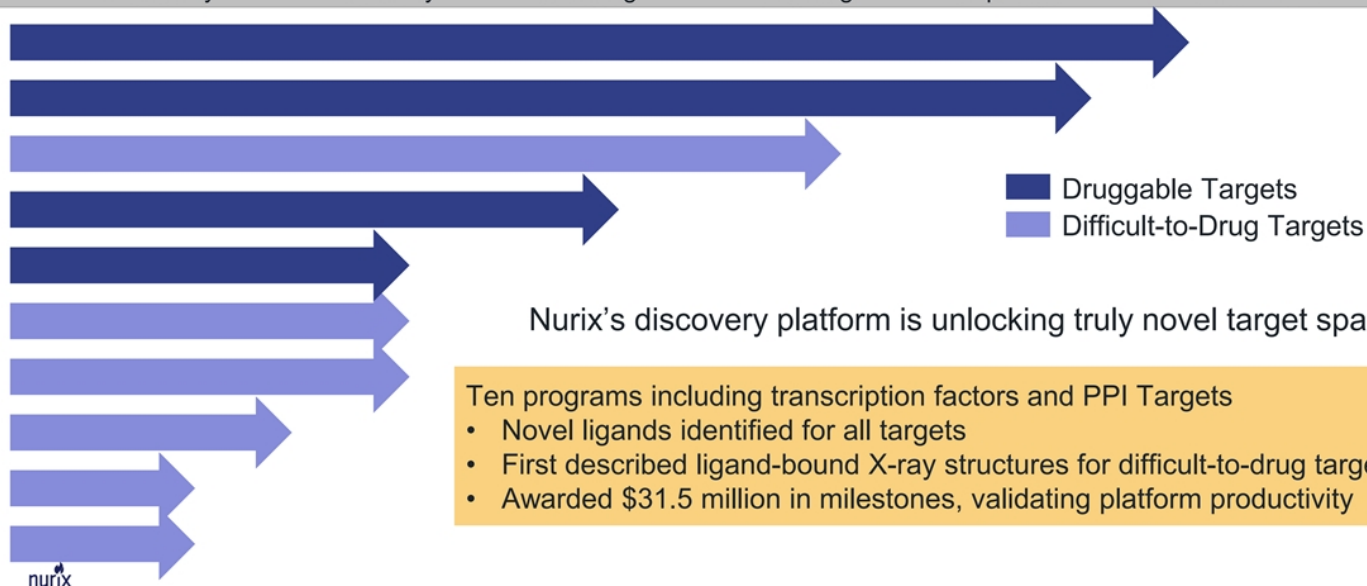 Druggable Targets
Difficult-to-Drug Targets
Nurix’s discovery platform is unlocking truly novel target
Ten programs including transcription factors and PPI Targets
• Novel ligands identified for all targets
• First described ligand-bound X-ray structures for difficult-to-drug
• Awarded $31.5 million in milestones, validating platform productivity
nurix